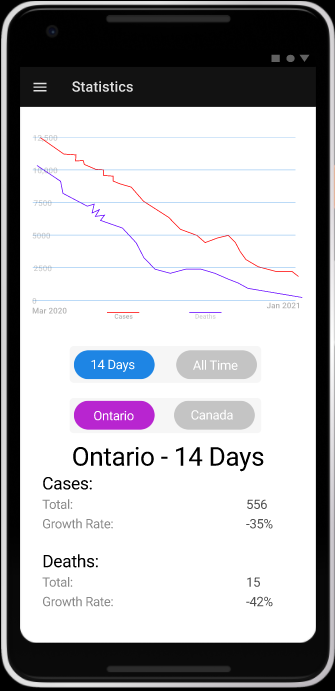 Statistics
12,500
10,000
7500
5000
2500
0
Mar 2020
Jan 2021
Cases
Deaths
14 Days All Time
Ontario Canada
Ontario - 14 Days
Cases:
Total: 556
Growth Rate: -35%
Deaths:
Total: 15
Growth Rate: -42%